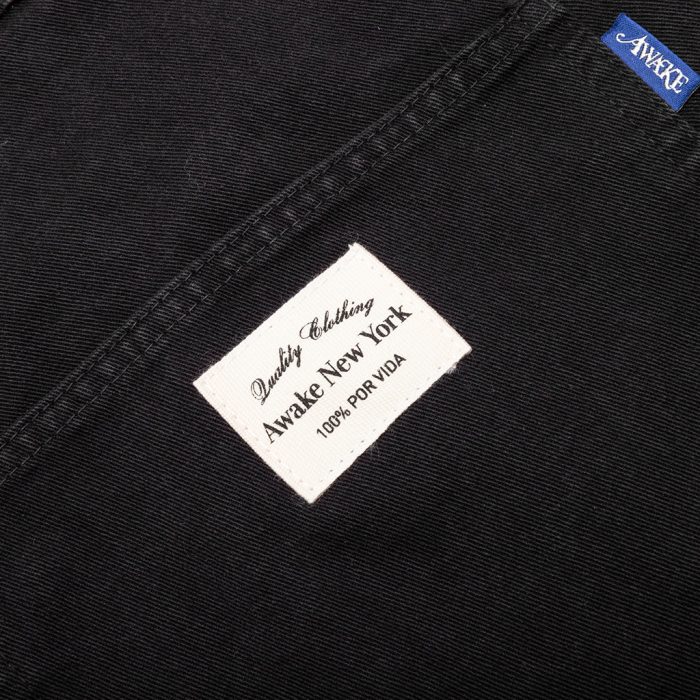 AWAKE
Quality Clothing
Awake New York
100% POR VIDA